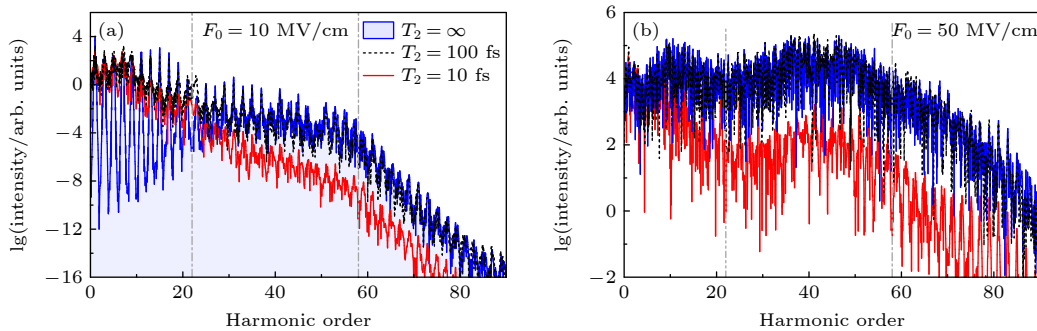 (a)
F₀ = 10 MV/cm
T₂ = ∞
T₂ = 100 fs
T₂ = 10 fs
4
0
−4
−8
−12
−16
0
20
40
60
80
lg(intensity/arb. units)
Harmonic order
(b)
F₀ = 50 MV/cm
6
4
2
0
−2
0
20
40
60
80
lg(intensity/arb. units)
Harmonic order